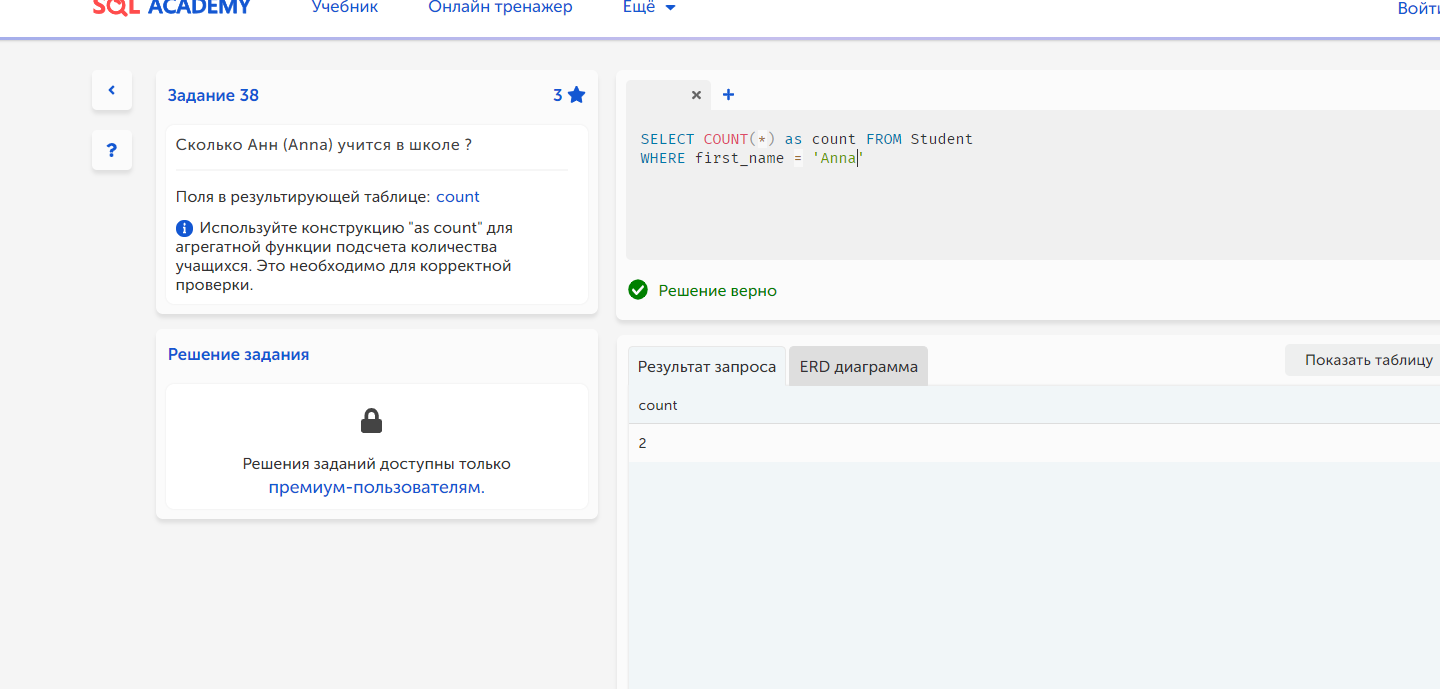 SQL ACADEMY
Учебник
Онлайн тренажер
Ещё
Задание 38
3
Сколько Анн (Anna) учится в школе ?
Поля в результирующей таблице: count
Используйте конструкцию "as count" для
агрегатной функции подсчета количества
учащихся. Это необходимо для корректной
проверки.
Решение задания
Решения заданий доступны только
премиум-пользователям.
SELECT COUNT(*) as count FROM Student
WHERE first_name = 'Anna'
Решение верно
Результат запроса
ERD диаграмма
Показать таблицу
count
2